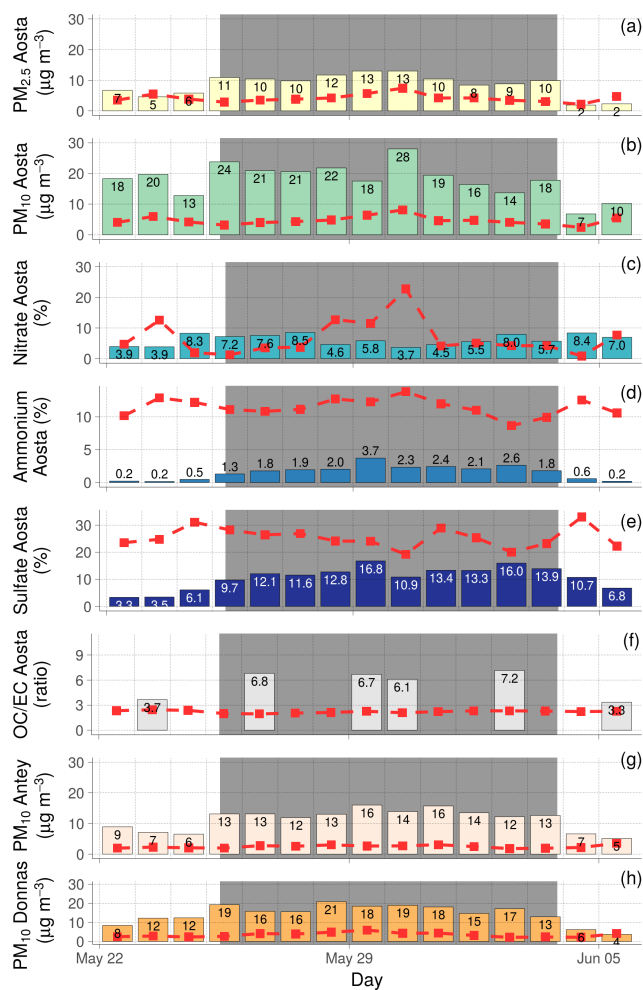 (a)
PM2.5 Aosta
(µg m−3)
30
20
10
0
7 5 6 11 10 10 12 13 13 10 8 9 10 2 2
(b)
PM10 Aosta
(µg m−3)
30
20
10
0
18 20 13 24 21 21 22 18 28 19 16 14 18 7 10
(c)
Nitrate Aosta
(%)
30
20
10
0
3.9 3.9 8.3 7.2 7.6 8.5 4.6 5.8 3.7 4.5 5.5 8.0 5.7 8.4 7.0
(d)
Ammonium
Aosta (%)
10
5
0
0.2 0.2 0.5 1.3 1.8 1.9 2.0 3.7 2.3 2.4 2.1 2.6 1.8 0.6 0.2
(e)
Sulfate Aosta
(%)
30
20
10
0
3.3 3.5 6.1 9.7 12.1 11.6 12.8 16.8 10.9 13.4 13.3 16.0 13.9 10.7 6.8
(f)
OC/EC Aosta
(ratio)
9
6
3
0
3.7 6.8 6.7 6.1 7.2 3.3
(g)
PM10 Antey
(µg m−3)
30
20
10
0
9 7 6 13 13 12 13 16 14 16 14 12 13 7 5
(h)
PM10 Donnas
(µg m−3)
30
20
10
0
8 12 12 19 16 16 21 18 19 18 15 17 13 6 4
May 22 May 29 Jun 05
Day